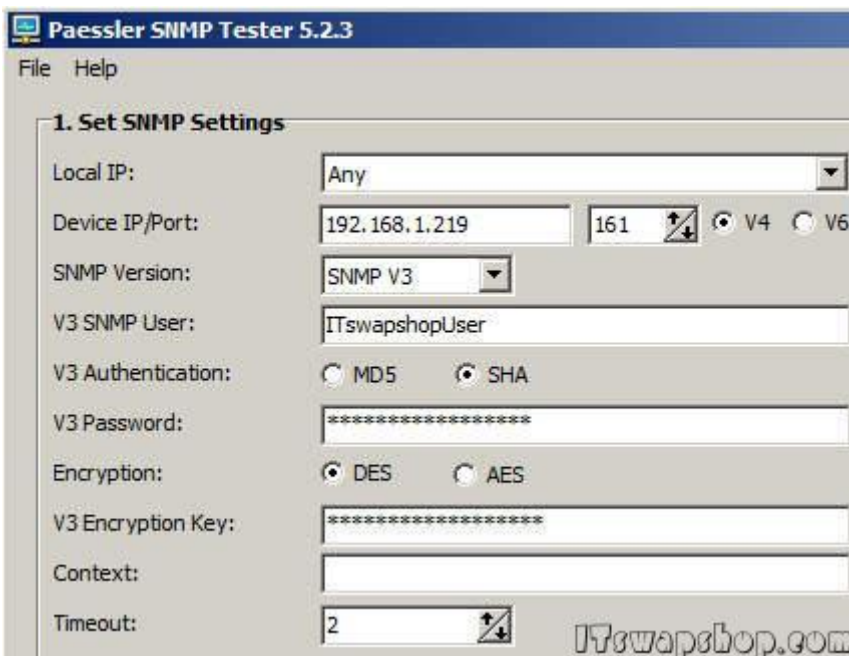 Paessler SNMP Tester 5.2.3
File Help
1. Set SNMP Settings
Local IP: Any
Device IP/Port: 192.168.1.219 161 V4 V6
SNMP Version: SNMP V3
V3 SNMP User: ITswapshopUser
V3 Authentication: MD5 SHA
V3 Password: *****************
Encryption: DES AES
V3 Encryption Key: ******************
Context:
Timeout: 2
ITswapshop.com